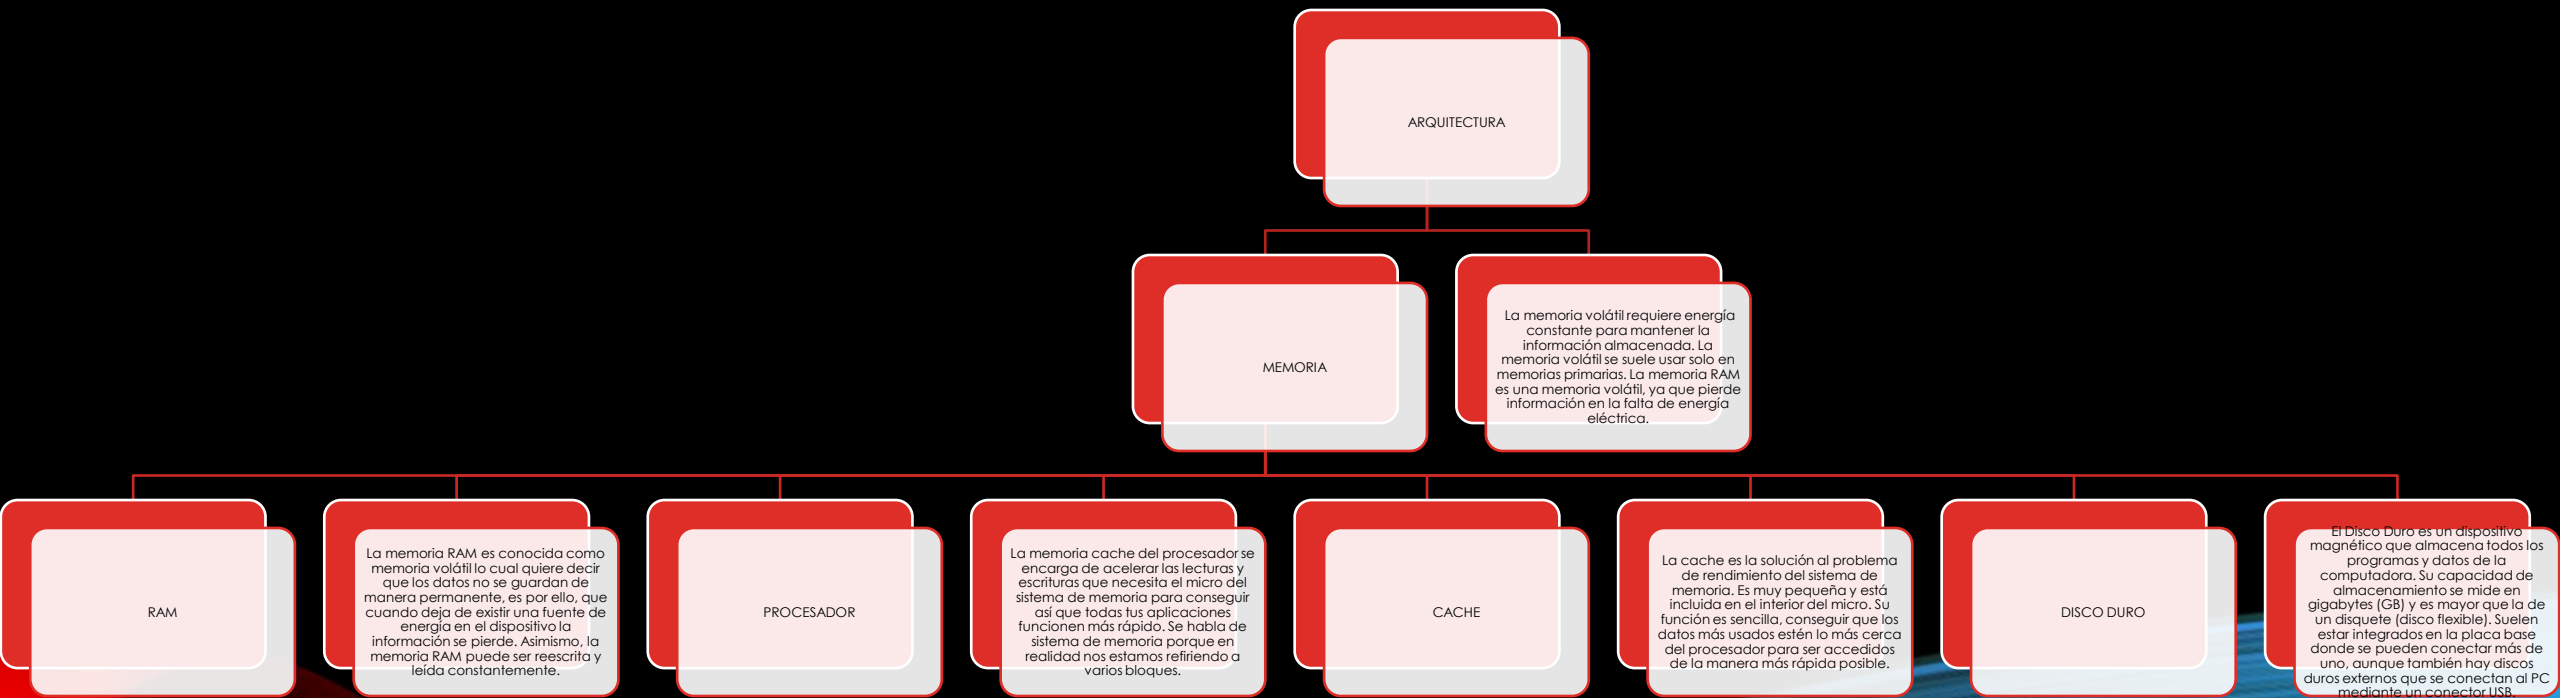 ARQUITECTURA
MEMORIA
La memoria volátil requiere energía
constante para mantener la
información almacenada. La
memoria volátil se suele usar solo en
memorias primarias. La memoria RAM
es una memoria volátil, ya que pierde
información en la falta de energía
eléctrica.
RAM
La memoria RAM es conocida como
memoria volátil lo cual quiere decir
que los datos no se guardan de
manera permanente, es por ello, que
cuando deja de existir una fuente de
energía en el dispositivo la
información se pierde. Asimismo, la
memoria RAM puede ser reescrita y
leída constantemente.
PROCESADOR
La memoria cache del procesador se
encarga de acelerar las lecturas y
escrituras que necesita el micro del
sistema de memoria para conseguir
así que todas tus aplicaciones
funcionen más rápido. Se habla de
sistema de memoria porque en
realidad nos estamos refiriendo a
varios bloques.
CACHE
La cache es la solución al problema
de rendimiento del sistema de
memoria. Es muy pequeña y está
incluida en el interior del micro. Su
función es sencilla, conseguir que los
datos más usados estén lo más cerca
del procesador para ser accedidos
de la manera más rápida posible.
DISCO DURO
El Disco Duro es un dispositivo
magnético que almacena todos los
programas y datos de la
computadora. Su capacidad de
almacenamiento se mide en
gigabytes (GB) y es mayor que la de
un disquete (disco flexible). Suelen
estar integrados en la placa base
donde se pueden conectar más de
uno, aunque también hay discos
duros externos que se conectan al PC
mediante un conector USB.